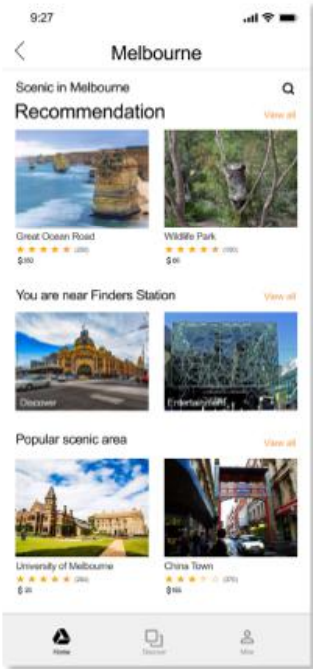 9:27
Melbourne
Scenic in Melbourne
Recommendation
View all
Great Ocean Road
Wildlife Park
You are near Finders Station
View all
Discover
Entertainment
Popular scenic area
View all
University of Melbourne
China Town
Home
Discover